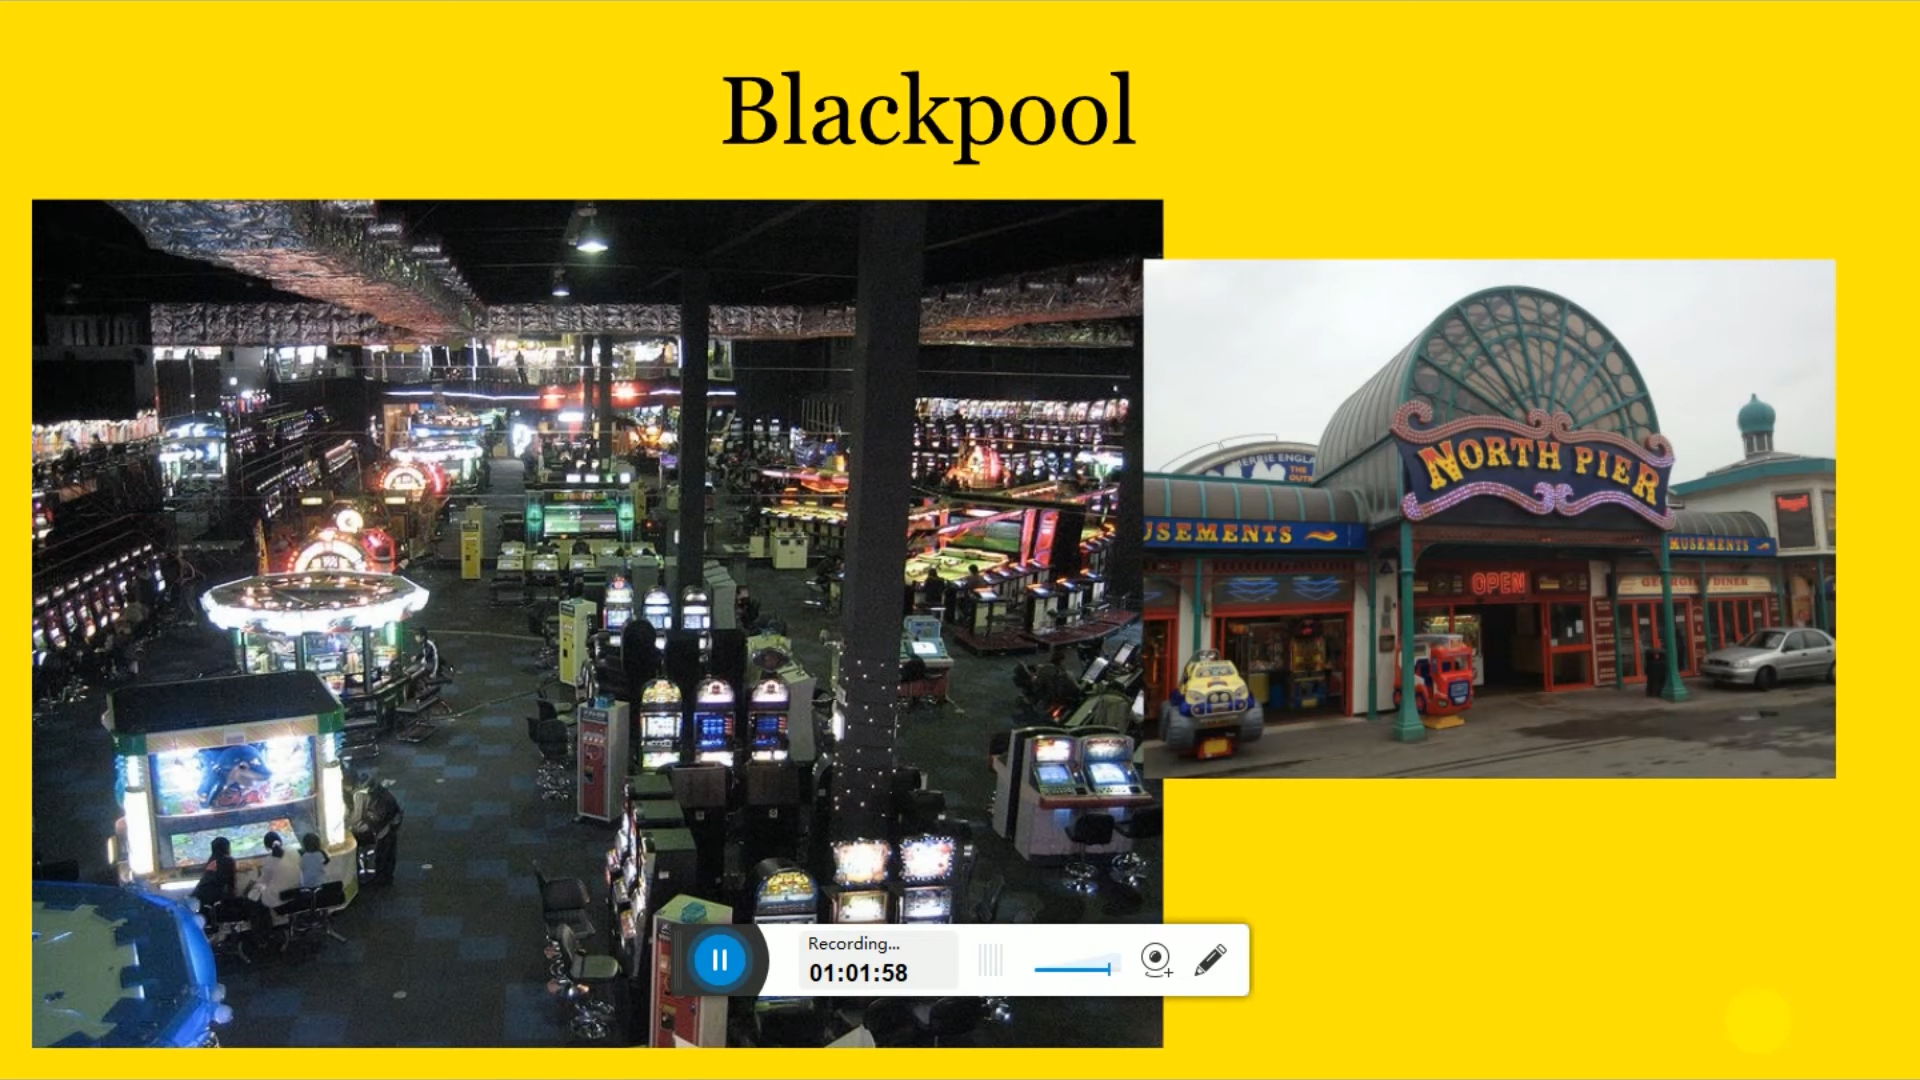 Blackpool
NORTH PIER
USEMENTS
MUSEMENTS
OPEN
DINER
Recording...
01:01:58